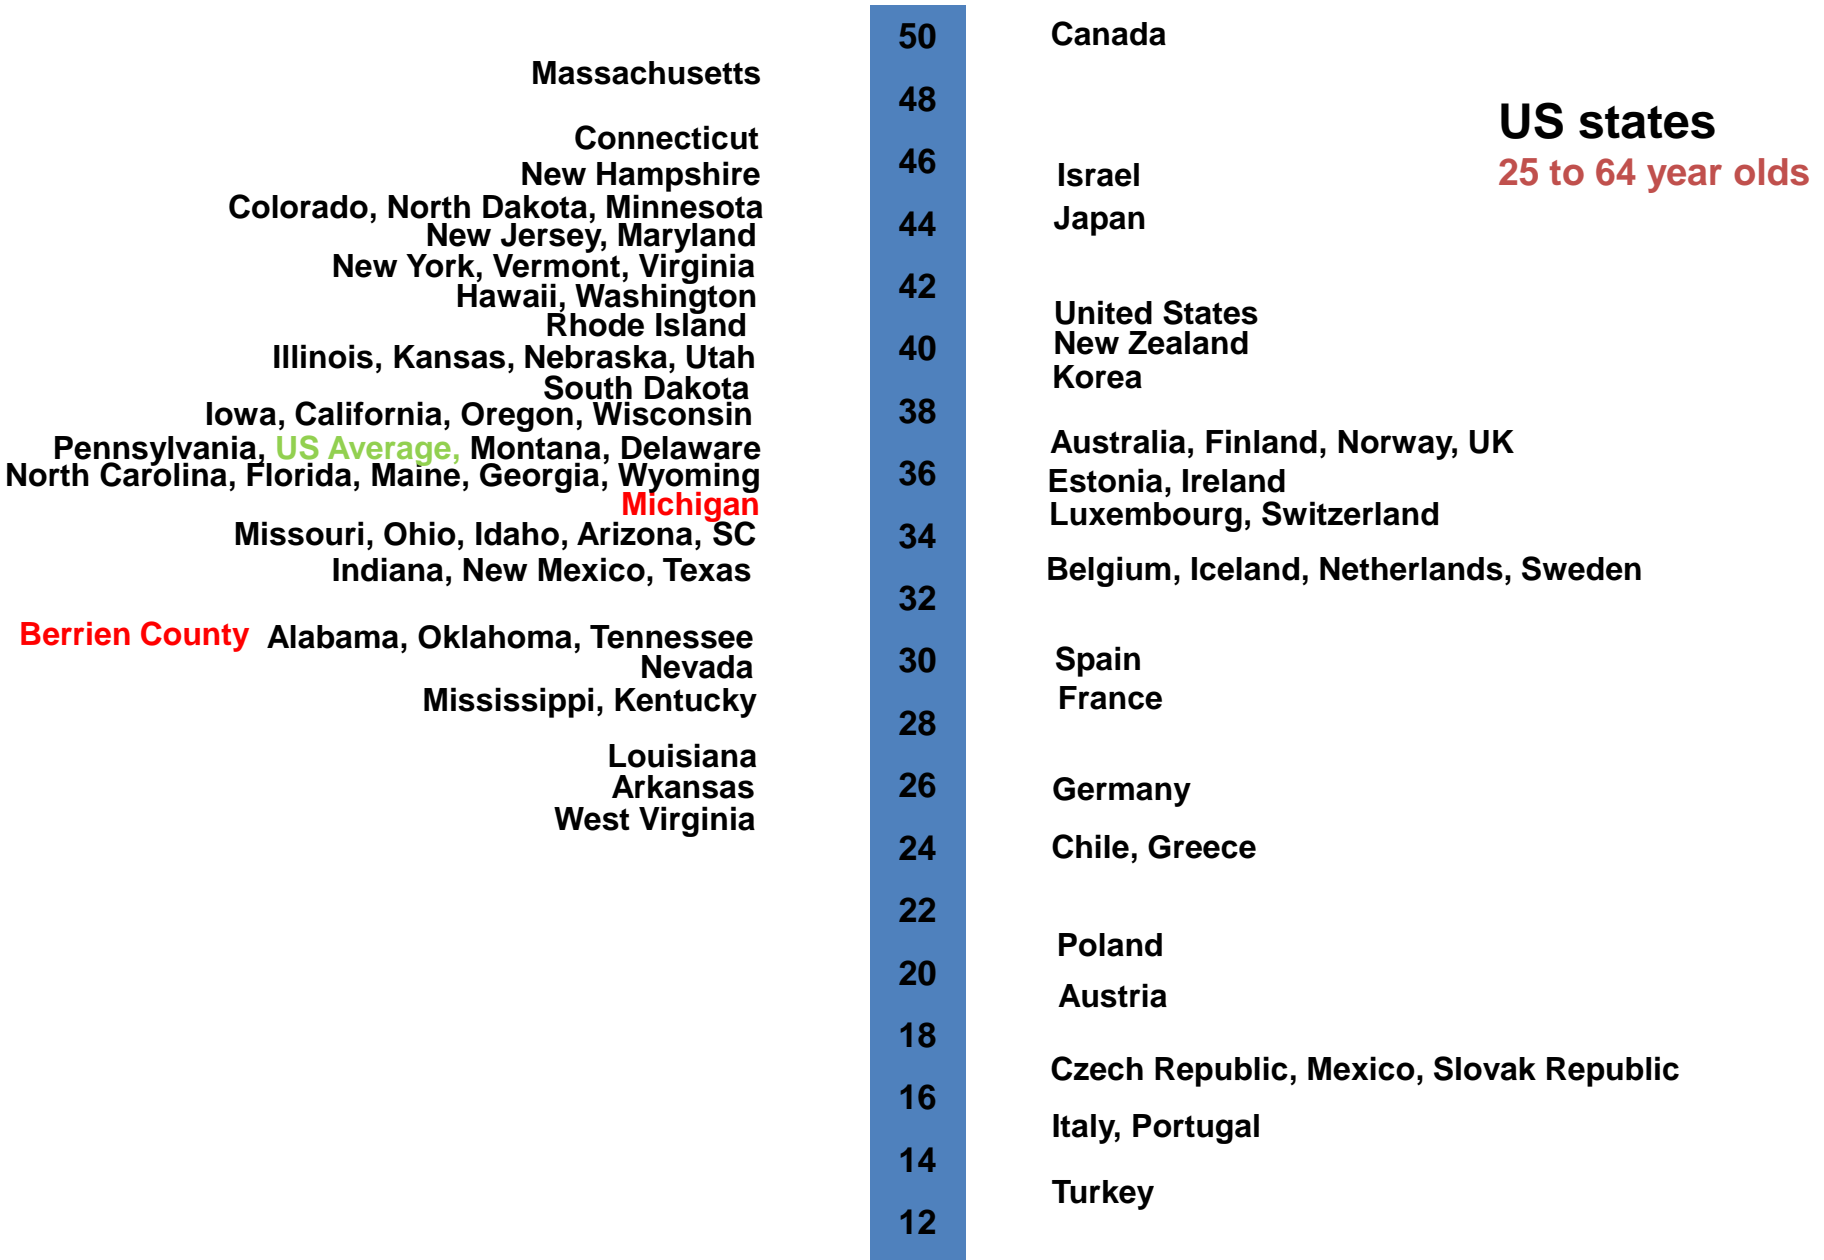 50
Canada
Massachusetts
48
US states
25 to 64 year olds
Connecticut
46
New Hampshire
Israel
Colorado, North Dakota, Minnesota
Japan
44
New Jersey, Maryland
New York, Vermont, Virginia
42
Hawaii, Washington
United States
Rhode Island
New Zealand
40
Illinois, Kansas, Nebraska, Utah
Korea
South Dakota
38
Iowa, California, Oregon, Wisconsin
Australia, Finland, Norway, UK
Pennsylvania, US Average, Montana, Delaware
36
North Carolina, Florida, Maine, Georgia, Wyoming
Estonia, Ireland
Michigan
Luxembourg, Switzerland
Missouri, Ohio, Idaho, Arizona, SC
34
Indiana, New Mexico, Texas
Belgium, Iceland, Netherlands, Sweden
32
Berrien County Alabama, Oklahoma, Tennessee
30
Spain
Nevada
France
Mississippi, Kentucky
28
Louisiana
Arkansas
26
Germany
West Virginia
24
Chile, Greece
22
Poland
20
Austria
18
Czech Republic, Mexico, Slovak Republic
16
Italy, Portugal
14
Turkey
12